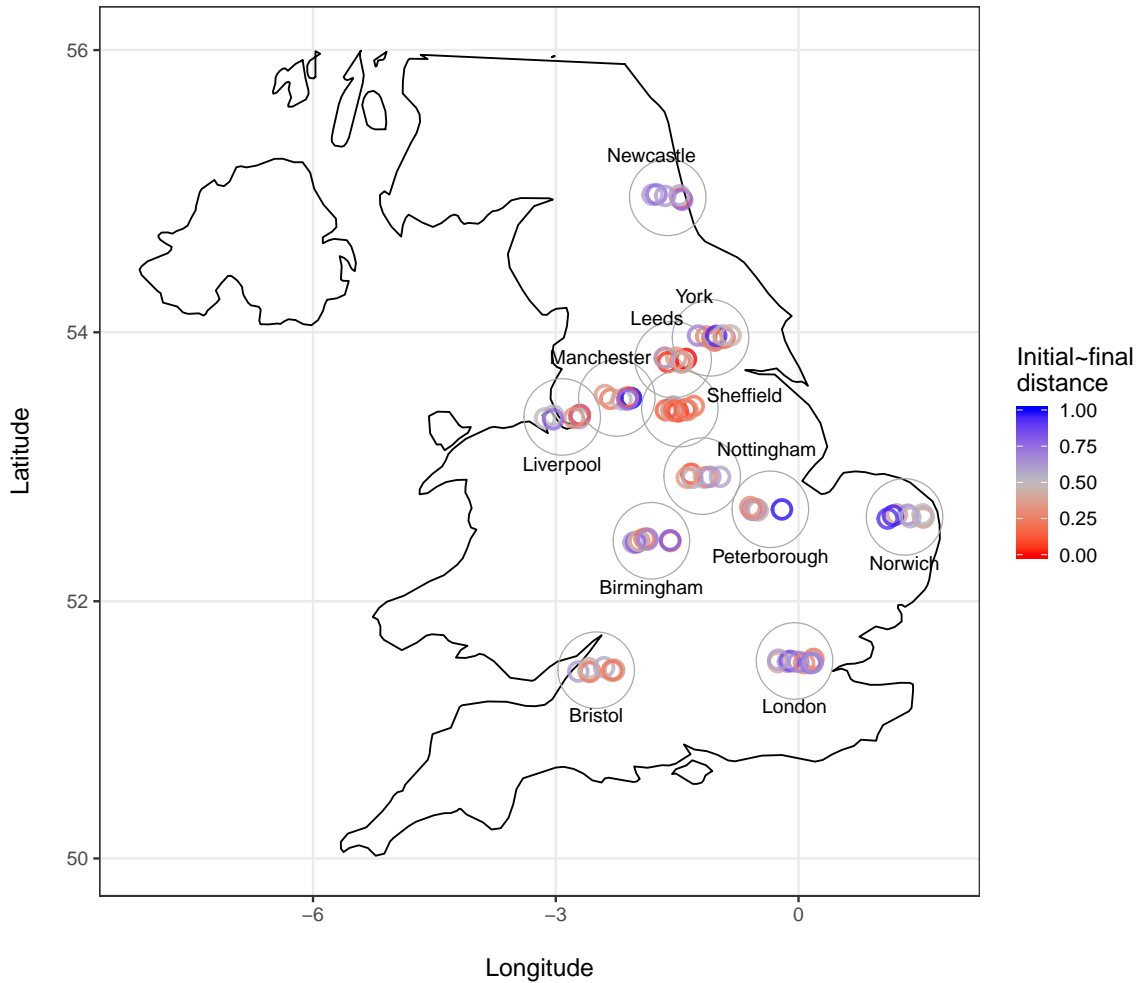 56
54
52
50
−6
−3
0
Latitude
Longitude
Newcastle
York
Leeds
Manchester
Sheffield
Liverpool
Nottingham
Peterborough
Norwich
Birmingham
Bristol
London
Initial~final
distance
1.00
0.75
0.50
0.25
0.00